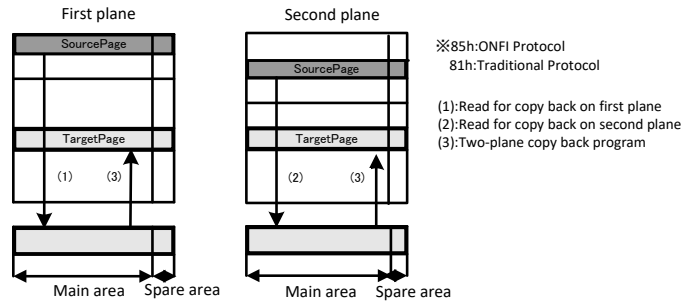 First plane
SourcePage
TargetPage
(1)
(3)
Main area
Spare area
Second plane
SourcePage
TargetPage
(2)
(3)
Main area
Spare area
※85h:ONFI Protocol
81h:Traditional Protocol
(1):Read for copy back on first plane
(2):Read for copy back on second plane
(3):Two-plane copy back program